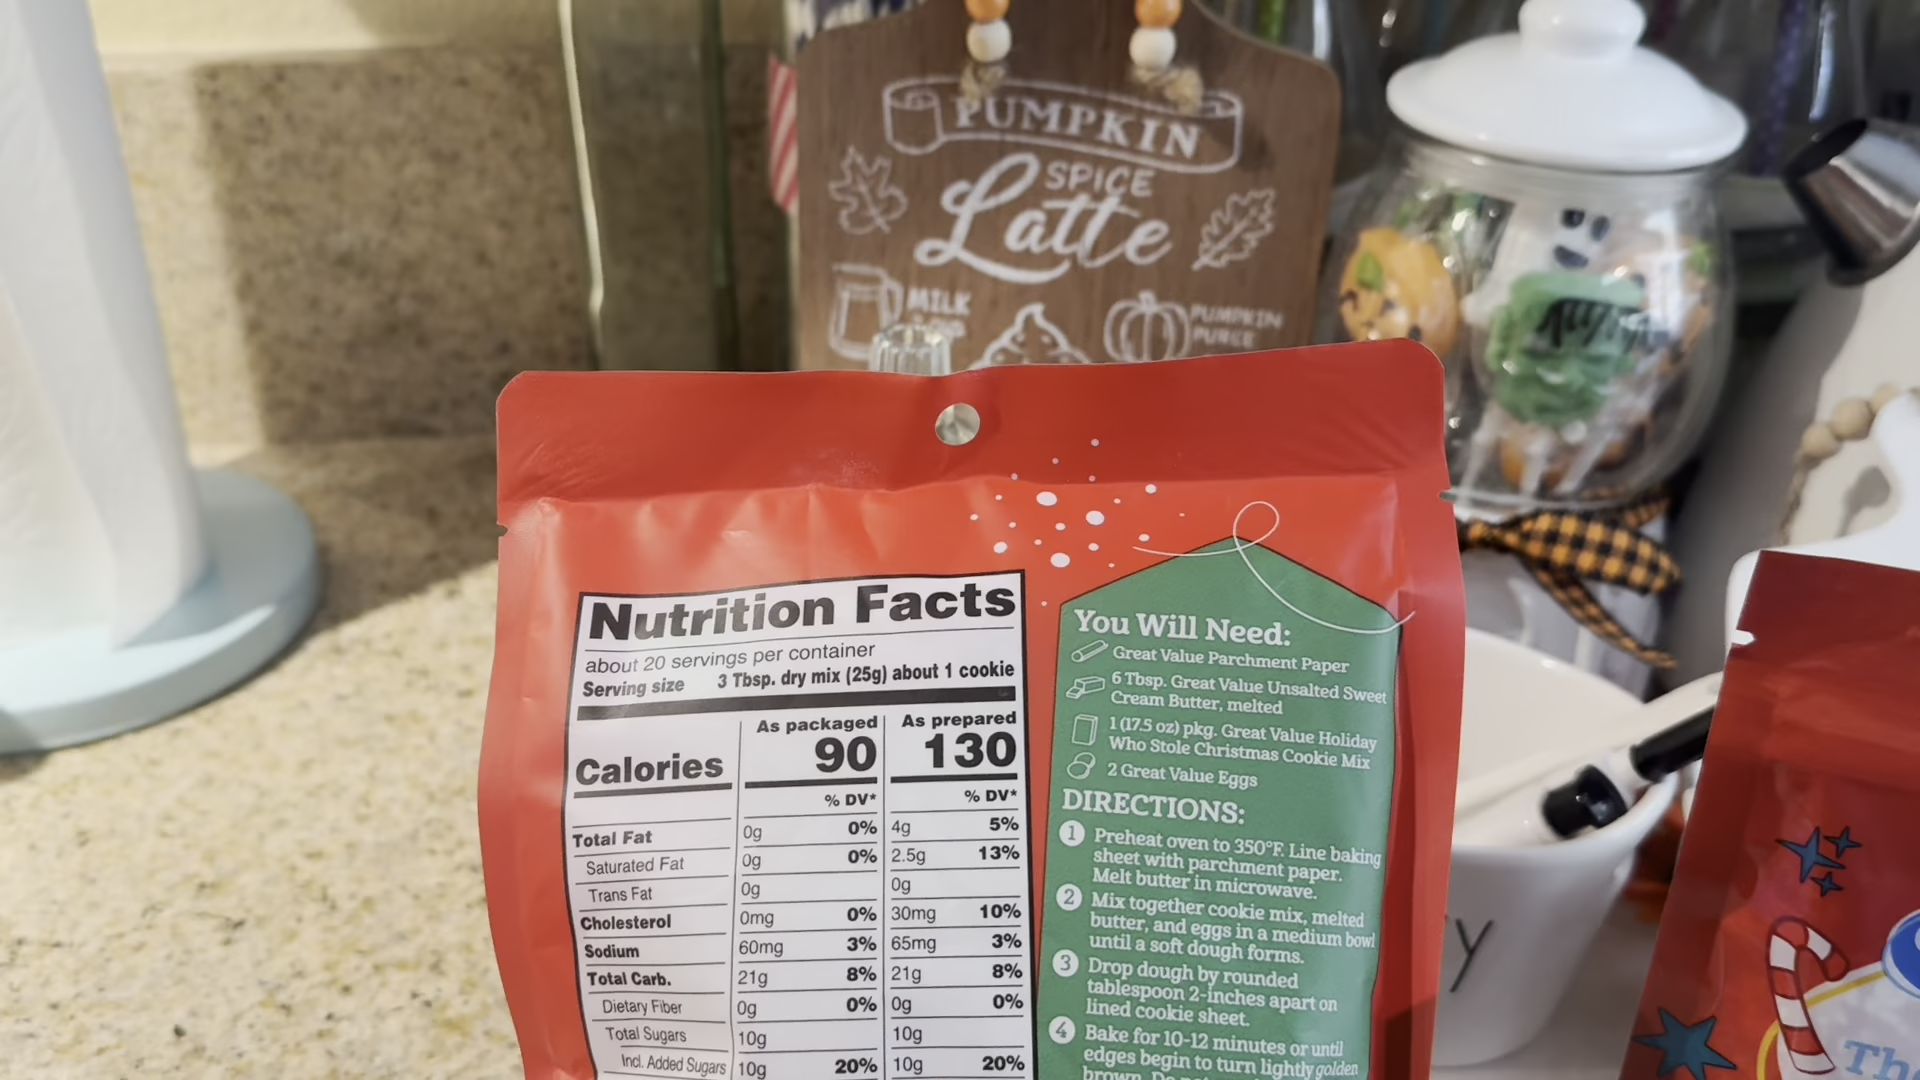 PUMPKIN
SPICE
Latte
MILK
PUMPKIN
PUREE
Nutrition Facts
about 20 servings per container
Serving size 3 Tbsp. dry mix (25g) about 1 cookie
As packaged As prepared
Calories 90 130
% DV* % DV*
Total Fat 0g 0% 4g 5%
Saturated Fat 0g 0% 2.5g 13%
Trans Fat 0g 0g
Cholesterol 0mg 0% 30mg 10%
Sodium 60mg 3% 65mg 3%
Total Carb. 21g 8% 21g 8%
Dietary Fiber 0g 0% 0g 0%
Total Sugars 10g 10g
Incl. Added Sugars 10g 20% 10g 20%
You Will Need:
Great Value Parchment Paper
6 Tbsp. Great Value Unsalted Sweet
Cream Butter, melted
1 (17.5 oz) pkg. Great Value Holiday
Who Stole Christmas Cookie Mix
2 Great Value Eggs
DIRECTIONS:
1 Preheat oven to 350°F. Line baking
sheet with parchment paper.
Melt butter in microwave.
2 Mix together cookie mix, melted
butter, and eggs in a medium bowl
until a soft dough forms.
3 Drop dough by rounded
tablespoon 2-inches apart on
lined cookie sheet.
4 Bake for 10-12 minutes or until
edges begin to turn lightly golden
brown.
Y
The